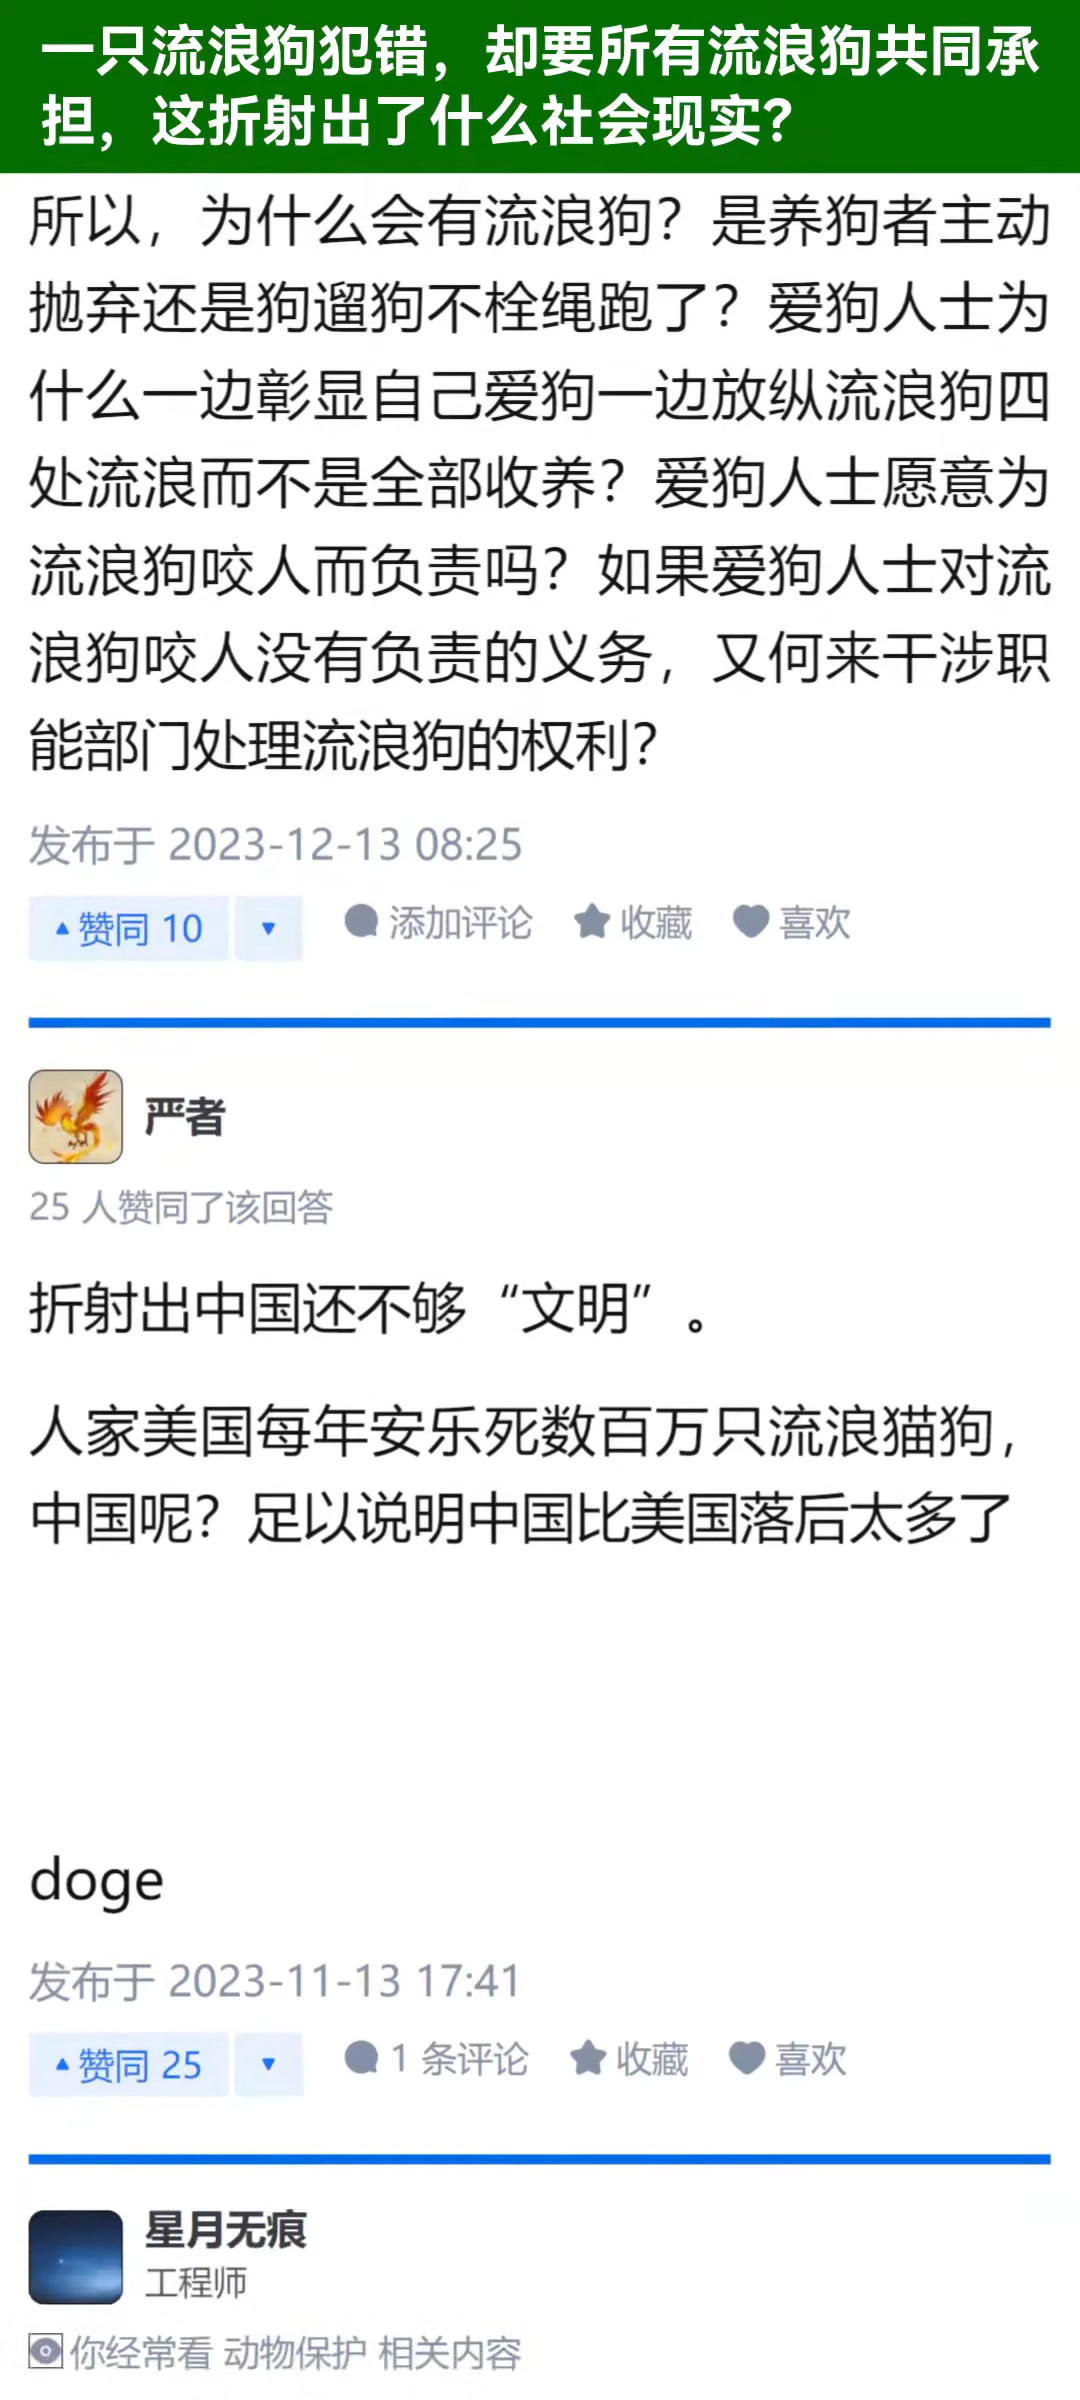 一只流浪狗犯错，却要所有流浪狗共同承
担，这折射出了什么社会现实？
所以，为什么会有流浪狗？是养狗者主动
抛弃还是狗遛狗不栓绳跑了？爱狗人士为
什么一边彰显自己爱狗一边放纵流浪狗四
处流浪而不是全部收养？爱狗人士愿意为
流浪狗咬人而负责吗？如果爱狗人士对流
浪狗咬人没有负责的义务，又何来干涉职
能部门处理流浪狗的权利？
发布于 2023-12-13 08:25
赞同 10 添加评论 收藏 喜欢
严者
25 人赞同了该回答
折射出中国还不够“文明”。
人家美国每年安乐死数百万只流浪猫狗，
中国呢？足以说明中国比美国落后太多了
doge
发布于 2023-11-13 17:41
赞同 25 1 条评论 收藏 喜欢
星月无痕
工程师
你经常看 动物保护 相关内容